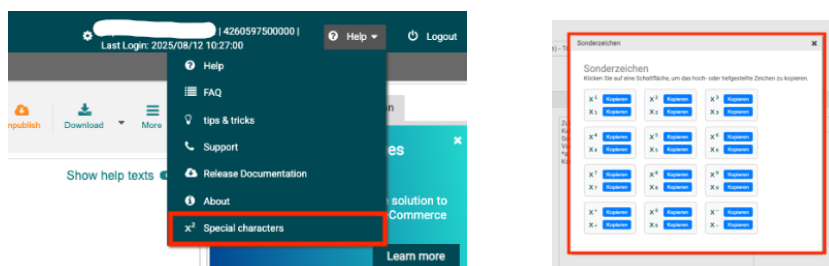 | 4260597500000 |
Last Login: 2025/08/12 10:27:00
Help
Logout
Help
FAQ
tips & tricks
Support
Release Documentation
About
x² Special characters
npublish
Download
More
Show help texts
n
es
solution to
-Commerce
Learn more
Sonderzeichen
Sonderzeichen
Klicken Sie auf eine Schaltfläche, um das hoch- oder tiefgestellte Zeichen zu kopieren.
X¹ Kopieren X² Kopieren X³ Kopieren
X₁ Kopieren X₂ Kopieren X₃ Kopieren
X⁴ Kopieren X⁵ Kopieren X⁶ Kopieren
X₄ Kopieren X₅ Kopieren X₆ Kopieren
X⁷ Kopieren X⁸ Kopieren X⁹ Kopieren
X₇ Kopieren X₈ Kopieren X₉ Kopieren
X⁺ Kopieren X⁰ Kopieren X⁻ Kopieren
X₊ Kopieren X₀ Kopieren X₋ Kopieren